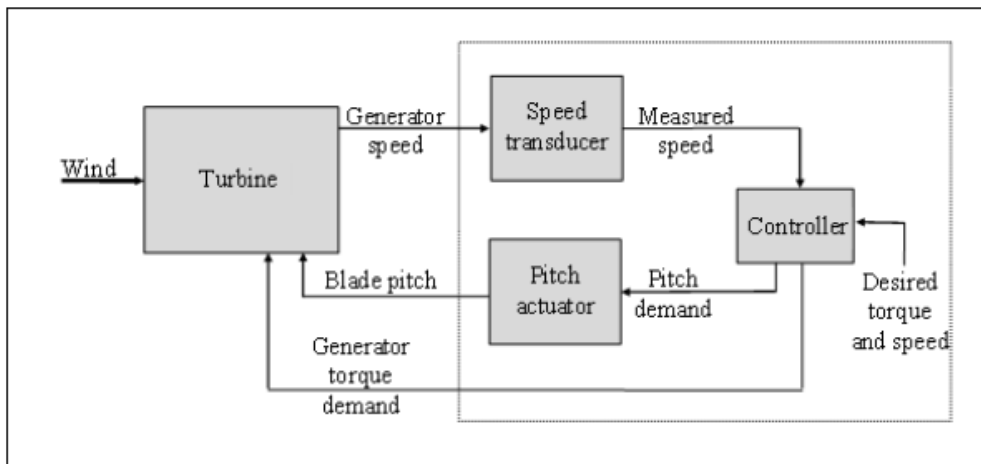 Wind
Turbine
Generator
speed
Speed
transducer
Measured
speed
Controller
Desired
torque
and speed
Pitch
demand
Pitch
actuator
Blade pitch
Generator
torque
demand